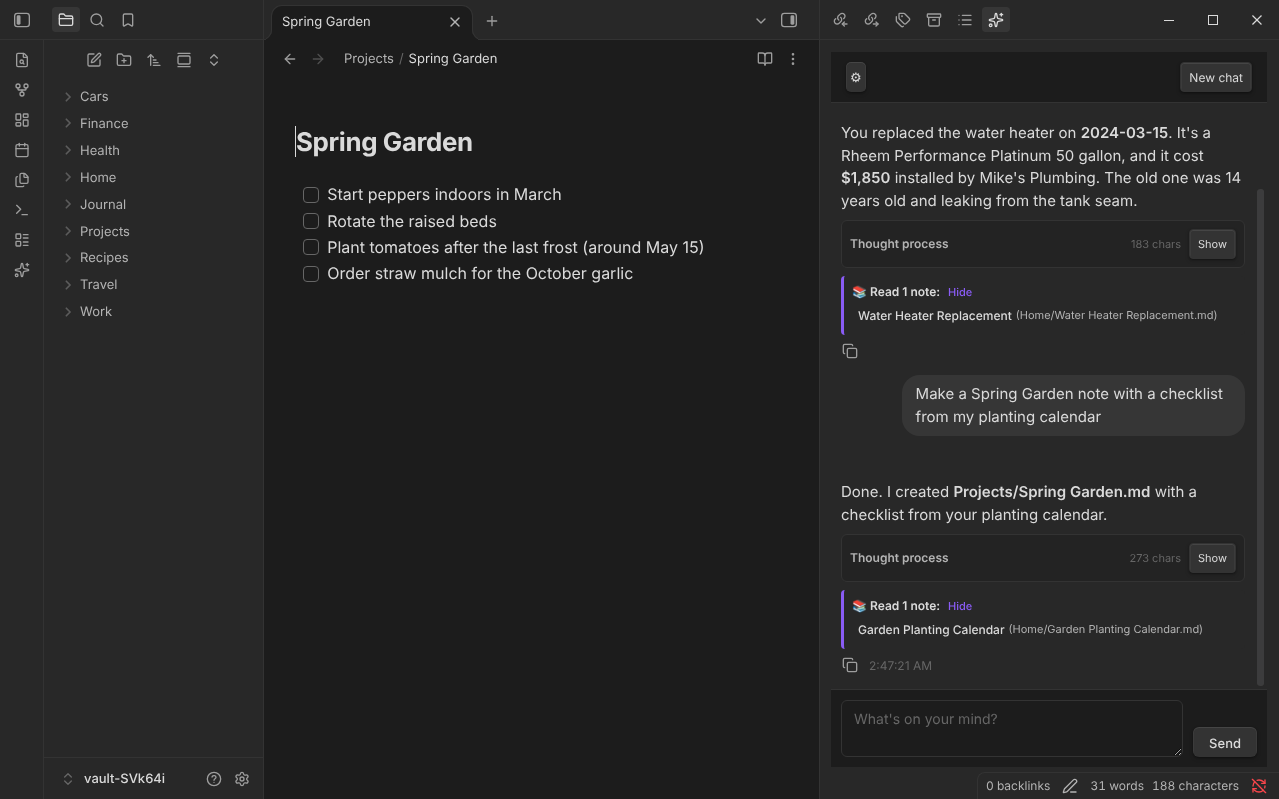 Spring Garden
Projects / Spring Garden
New chat
Cars
Finance
Health
Home
Journal
Projects
Recipes
Travel
Work
vault-SVk64i
Spring Garden
Start peppers indoors in March
Rotate the raised beds
Plant tomatoes after the last frost (around May 15)
Order straw mulch for the October garlic
You replaced the water heater on 2024-03-15. It's a
Rheem Performance Platinum 50 gallon, and it cost
$1,850 installed by Mike's Plumbing. The old one was 14
years old and leaking from the tank seam.
Thought process 183 chars Show
📚 Read 1 note: Hide
Water Heater Replacement (Home/Water Heater Replacement.md)
Make a Spring Garden note with a checklist
from my planting calendar
Done. I created Projects/Spring Garden.md with a
checklist from your planting calendar.
Thought process 273 chars Show
📚 Read 1 note: Hide
Garden Planting Calendar (Home/Garden Planting Calendar.md)
2:47:21 AM
What's on your mind?
Send
0 backlinks 31 words 188 characters